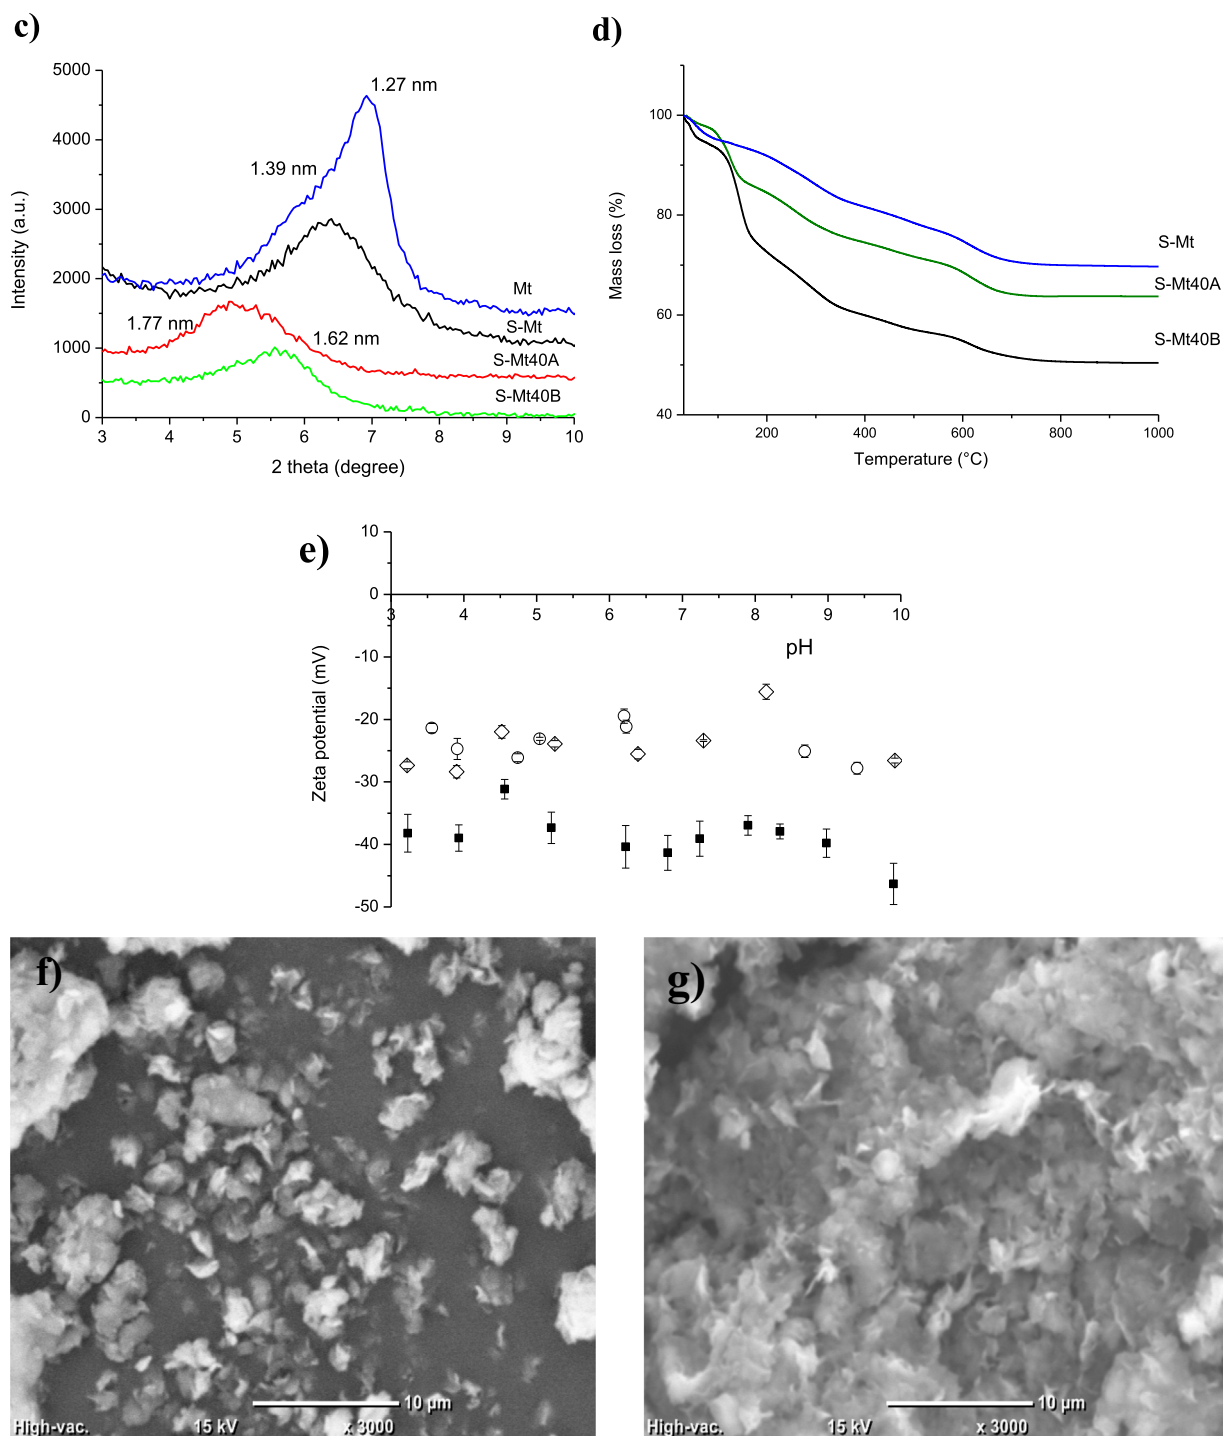 c)
5000
4000
3000
2000
1000
0
3 4 5 6 7 8 9 10
Intensity (a.u.)
2 theta (degree)
1.27 nm
1.39 nm
1.77 nm
1.62 nm
Mt
S-Mt
S-Mt40A
S-Mt40B
d)
100
80
60
40
200 400 600 800 1000
Mass loss (%)
Temperature (°C)
S-Mt
S-Mt40A
S-Mt40B
e)
10
0
-10
-20
-30
-40
-50
3 4 5 6 7 8 9 10
pH
Zeta potential (mV)
f)
10 µm
High-vac. 15 kV x 3000
g)
10 µm
High-vac. 15 kV x 3000